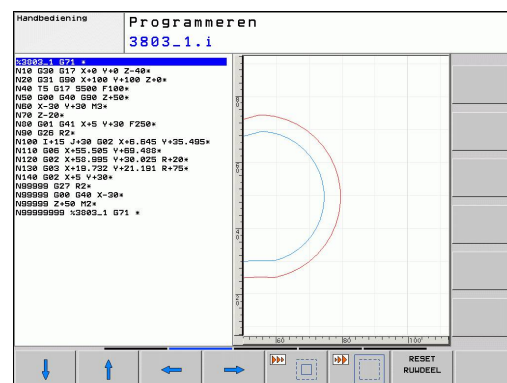 Handbediening
Programmeren
3803_1.i
%3803_1 G71 *
N10 G30 G17 X+0 Y+0 Z-40*
N20 G31 G90 X+100 Y+100 Z+0*
N40 T5 G17 S500 F100*
N50 G00 G40 G90 Z+50*
N60 X-30 Y+30 M3*
N70 Z-20*
N80 G01 G41 X+5 Y+30 F250*
N90 G26 R2*
N100 I+15 J+30 G02 X+6.645 Y+35.495*
N110 G06 X+55.505 Y+69.488*
N120 G02 X+58.995 Y+30.025 R+20*
N130 G03 X+19.732 Y+21.191 R+75*
N140 G02 X+5 Y+30*
N99999 G27 R2*
N99999 G00 G40 X-30*
N99999 Z+50 M2*
N99999999 %3803_1 G71 *
RESET
RUWDEEL